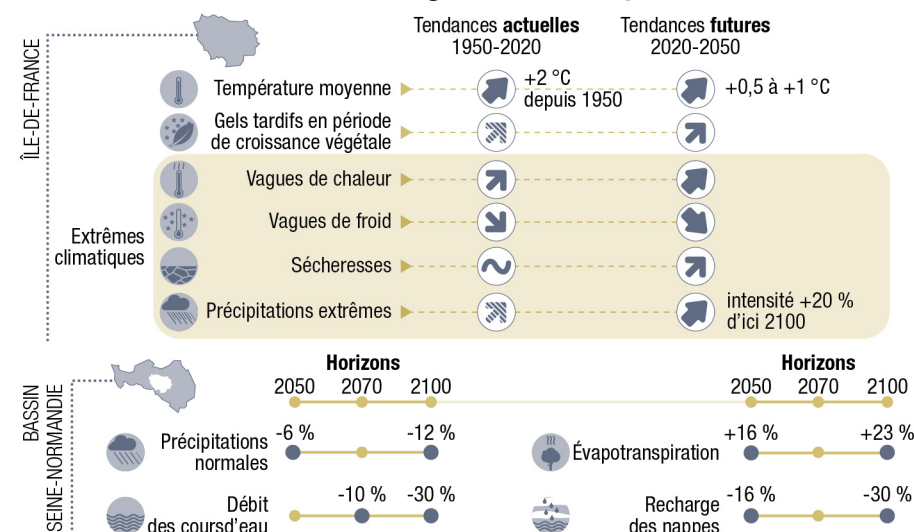 Tendances actuelles
1950-2020
Tendances futures
2020-2050
ÎLE-DE-FRANCE
Température moyenne
+2 °C
depuis 1950
+0,5 à +1 °C
Gels tardifs en période
de croissance végétale
Extrêmes
climatiques
Vagues de chaleur
Vagues de froid
Sécheresses
Précipitations extrêmes
intensité +20 %
d'ici 2100
BASSIN
SEINE-NORMANDIE
Horizons
2050 2070 2100
Horizons
2050 2070 2100
Précipitations
normales
-6 % -12 %
Évapotranspiration
+16 % +23 %
Débit
des coursd'eau
-10 % -30 %
Recharge
des nappes
-16 % -30 %